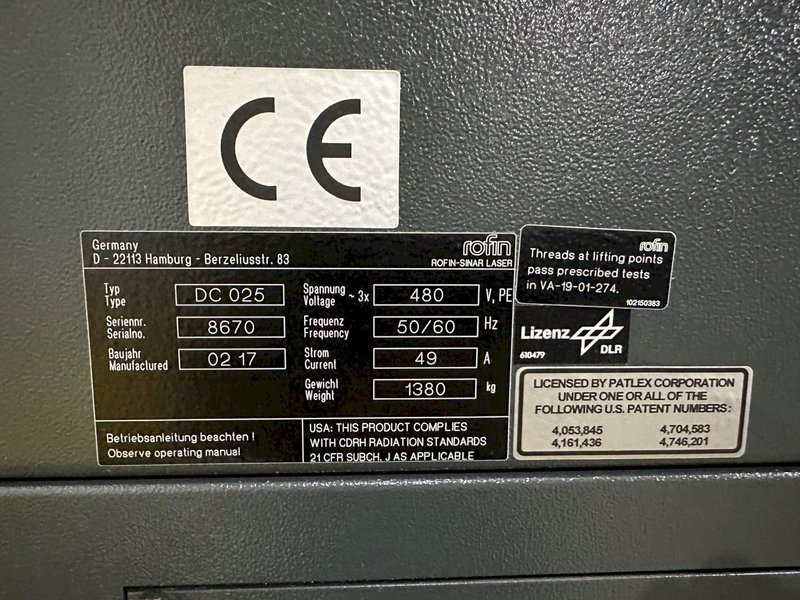 CE
Germany
D - 22113 Hamburg - Berzeliusstr. 83
rofin
ROFIN-SINAR LASER
Typ
Type
DC 025
Seriennr.
Serialno.
8670
Baujahr
Manufactured
02 17
Spannung
Voltage ~ 3x
480
V, PE
Frequenz
Frequency
50/60
Hz
Strom
Current
49
A
Gewicht
Weight
1380
kg
Betriebsanleitung beachten !
Observe operating manual
USA: THIS PRODUCT COMPLIES
WITH CDRH RADIATION STANDARDS
21 CFR SUBCH. J AS APPLICABLE
rofin
Threads at lifting points
pass prescribed tests
in VA-19-01-274.
102150383
Lizenz
DLR
610479
LICENSED BY PATLEX CORPORATION
UNDER ONE OR ALL OF THE
FOLLOWING U.S. PATENT NUMBERS:
4,053,845 4,704,583
4,161,436 4,746,201